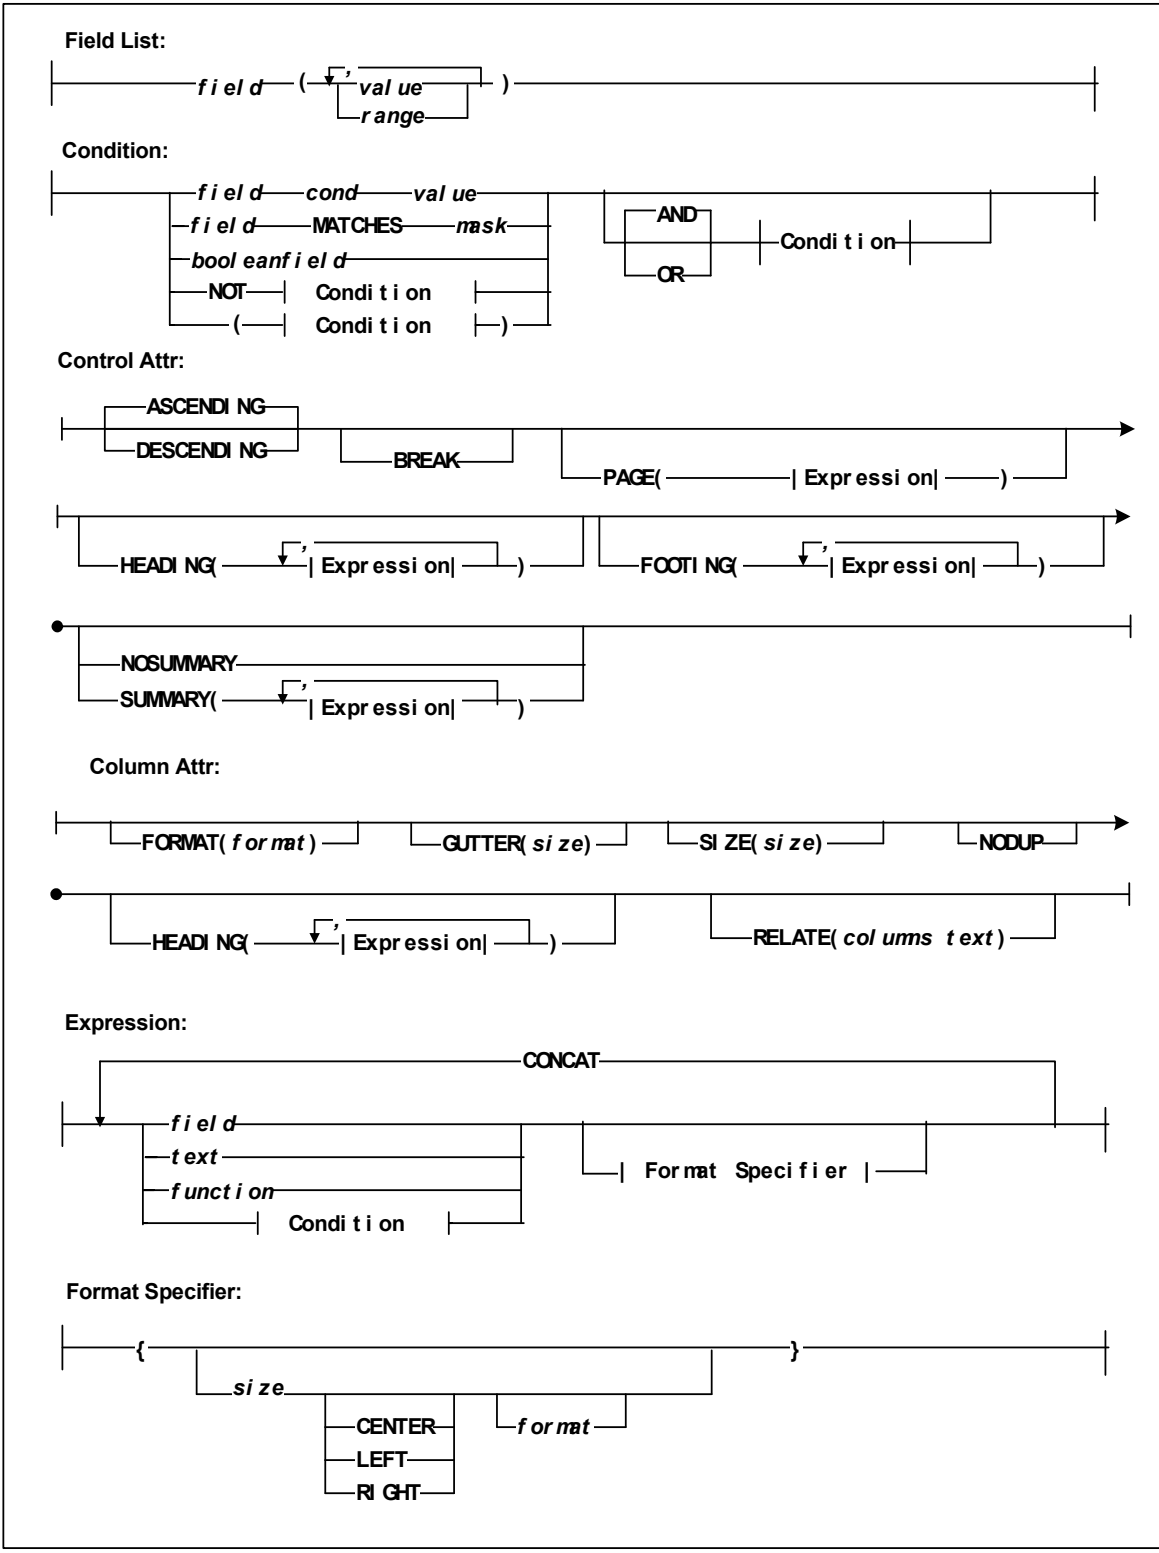 Field List:
,
field ( value )
range
Condition:
field cond value
AND
field MATCHES mask
Condition
booleanfield
OR
NOT Condition
( Condition )
Control Attr:
ASCENDING
DESCENDING
BREAK
PAGE( |Expression| )
, ,
HEADING( |Expression| ) FOOTING( |Expression| )
NOSUMMARY
,
SUMMARY( |Expression| )
Column Attr:
FORMAT(format) GUTTER(size) SIZE(size) NODUP
,
HEADING( |Expression| ) RELATE(columns text)
Expression:
CONCAT
field
text
| Format Specifier |
function
Condition
Format Specifier:
{ }
size
CENTER format
LEFT
RIGHT